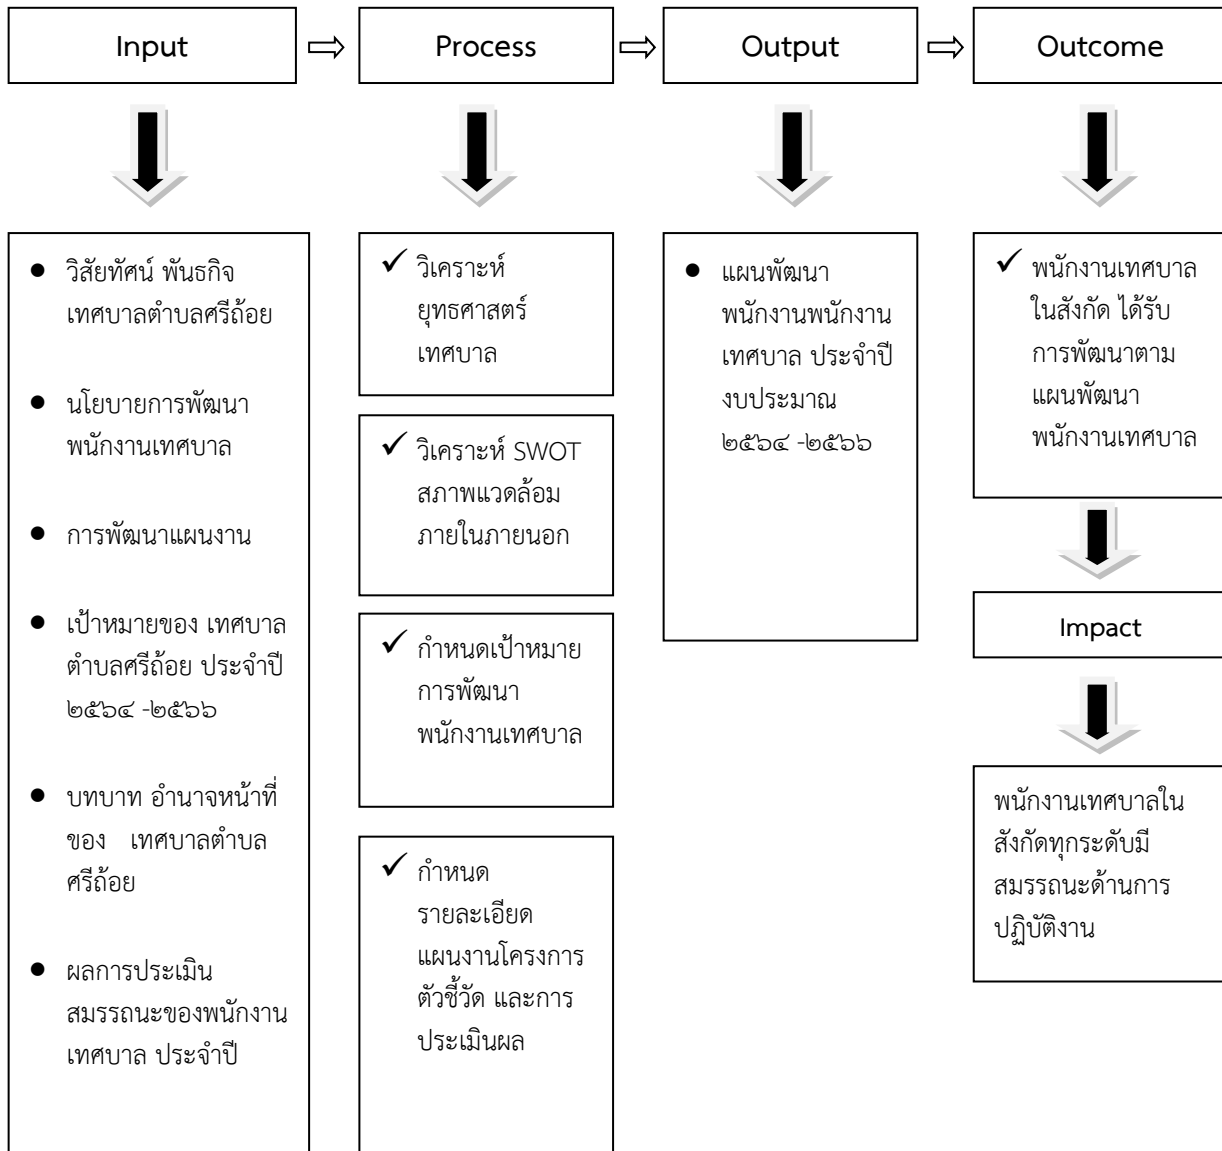 Input
Process
Output
Outcome
วิสัยทัศน์ พันธกิจ
เทศบาลตำบลศรีถ้อย
นโยบายการพัฒนา
พนักงานเทศบาล
การพัฒนาแผนงาน
เป้าหมายของ เทศบาล
ตำบลศรีถ้อย ประจำปี
๒๕๖๔ -๒๕๖๖
บทบาท อำนาจหน้าที่
ของ เทศบาลตำบล
ศรีถ้อย
ผลการประเมิน
สมรรถนะของพนักงาน
เทศบาล ประจำปี
วิเคราะห์
ยุทธศาสตร์
เทศบาล
วิเคราะห์ SWOT
สภาพแวดล้อม
ภายในภายนอก
กำหนดเป้าหมาย
การพัฒนา
พนักงานเทศบาล
กำหนด
รายละเอียด
แผนงานโครงการ
ตัวชี้วัด และการ
ประเมินผล
แผนพัฒนา
พนักงานพนักงาน
เทศบาล ประจำปี
งบประมาณ
๒๕๖๔ -๒๕๖๖
พนักงานเทศบาล
ในสังกัด ได้รับ
การพัฒนาตาม
แผนพัฒนา
พนักงานเทศบาล
Impact
พนักงานเทศบาลใน
สังกัดทุกระดับมี
สมรรถนะด้านการ
ปฏิบัติงาน